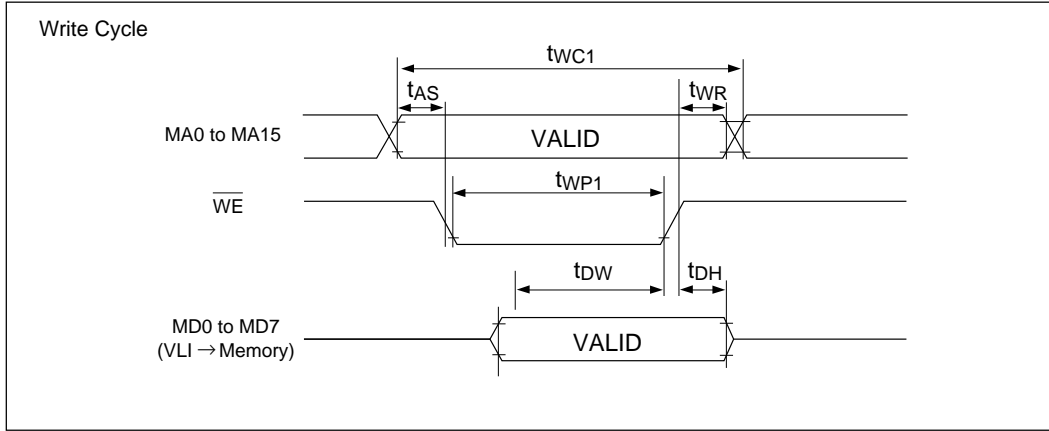 Write Cycle
tWC1
tAS
tWR
MA0 to MA15
VALID
tWP1
WE
tDW
tDH
MD0 to MD7
(VLI → Memory)
VALID